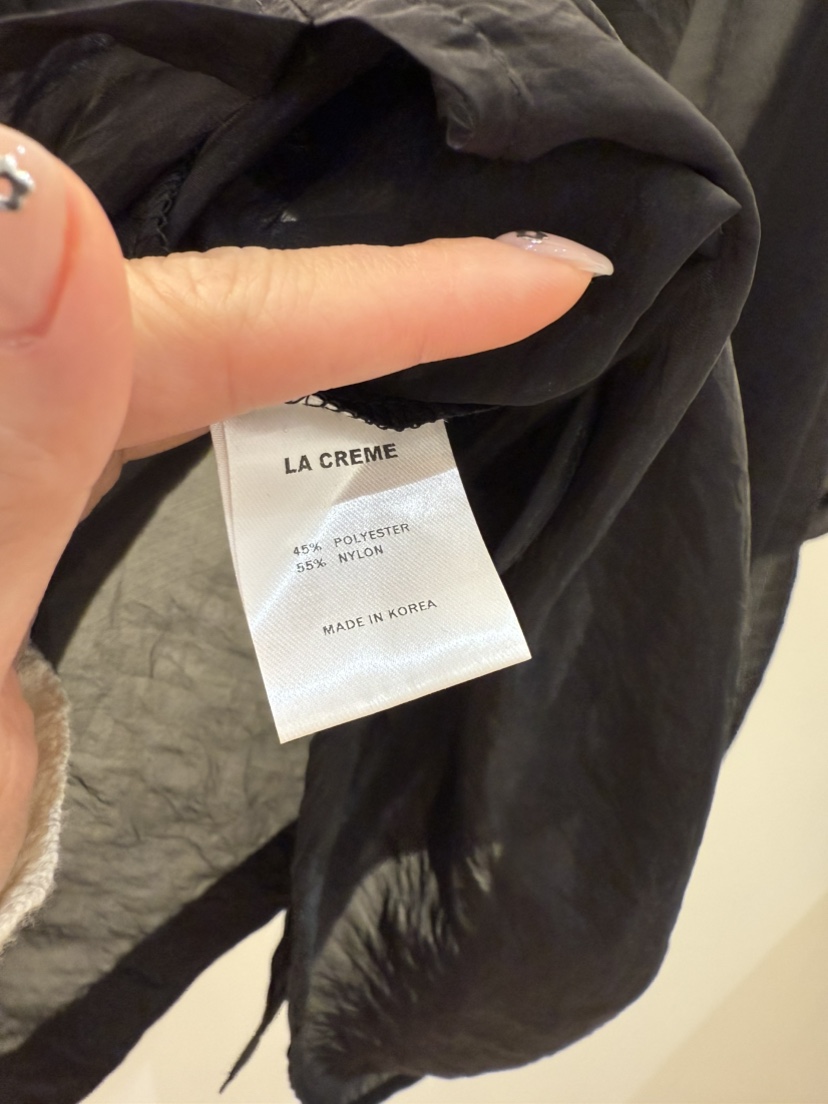 LA CREME
45% POLYESTER
55% NYLON
MADE IN KOREA